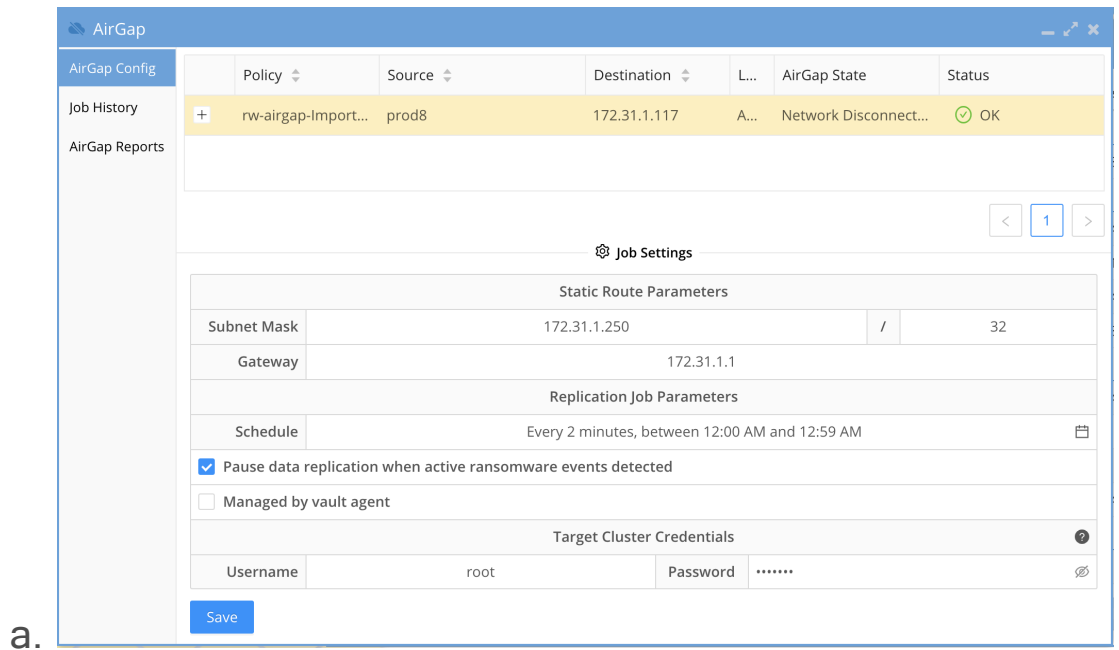 AirGap
AirGap Config
Job History
AirGap Reports
Policy Source Destination L... AirGap State Status
+ rw-airgap-Import... prod8 172.31.1.117 A... Network Disconnect... OK
< 1 >
Job Settings
Static Route Parameters
Subnet Mask 172.31.1.250 / 32
Gateway 172.31.1.1
Replication Job Parameters
Schedule Every 2 minutes, between 12:00 AM and 12:59 AM
Pause data replication when active ransomware events detected
Managed by vault agent
Target Cluster Credentials ?
Username root Password •••••••
Save
a.